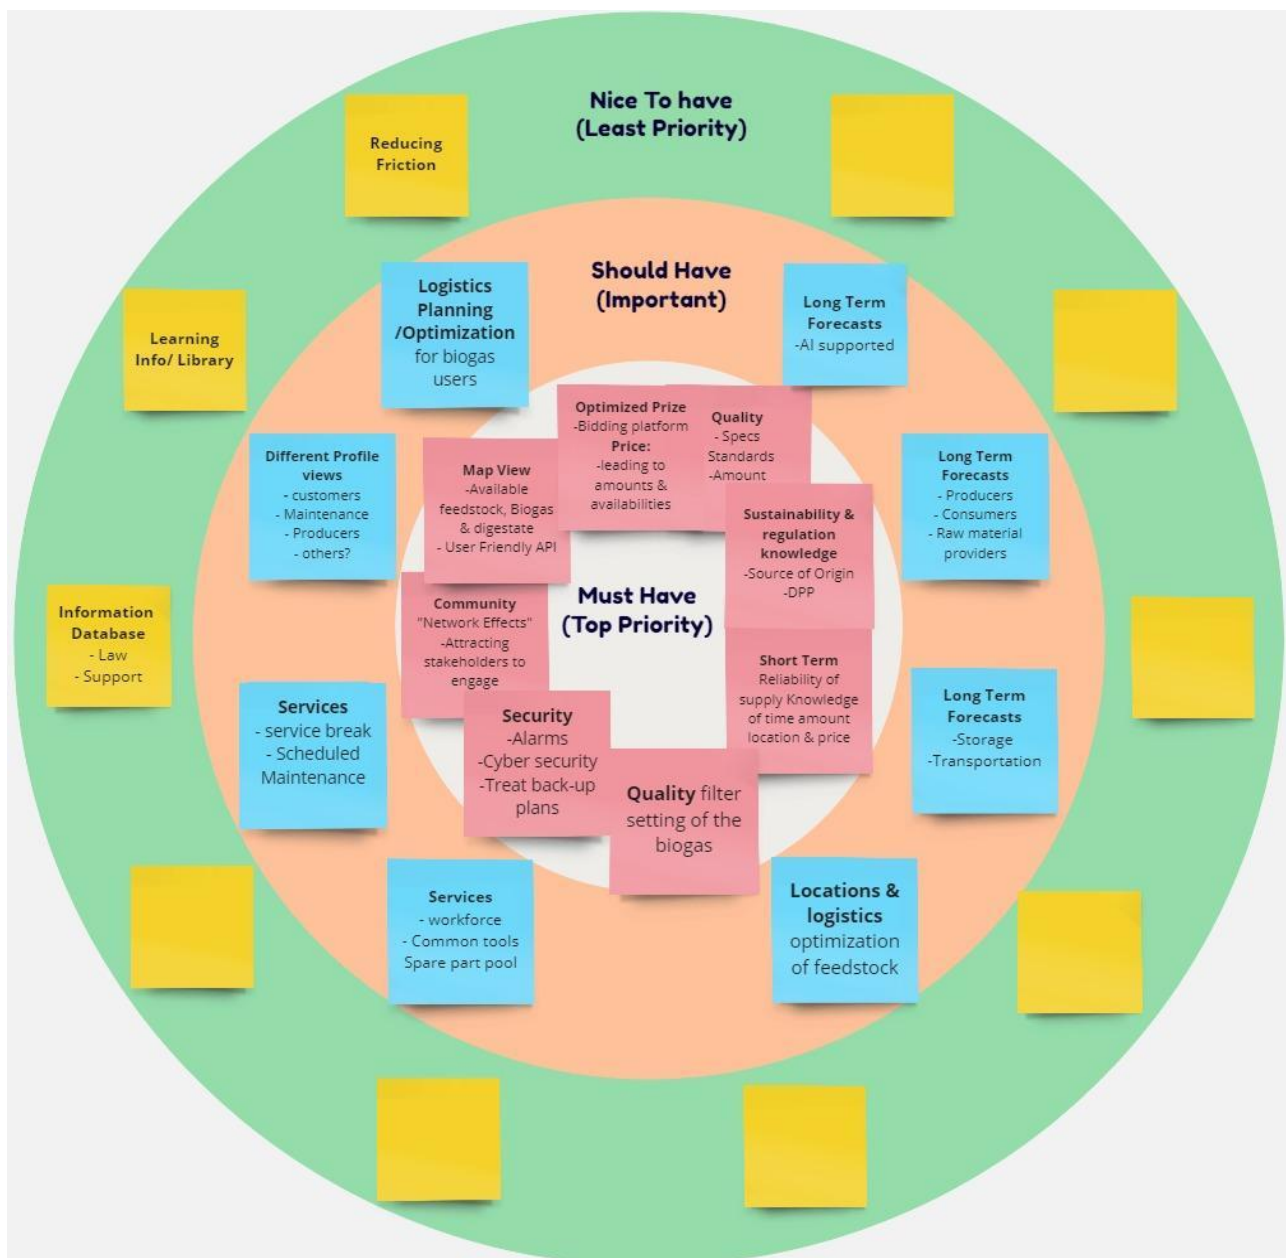 Nice To have
(Least Priority)
Reducing
Friction
Learning
Info/ Library
Information
Database
- Law
- Support
Should Have
(Important)
Logistics
Planning
/Optimization
for biogas
users
Long Term
Forecasts
-AI supported
Different Profile
views
- customers
- Maintenance
- Producers
- others?
Long Term
Forecasts
- Producers
- Consumers
- Raw material
providers
Services
- service break
- Scheduled
Maintenance
Long Term
Forecasts
-Storage
-Transportation
Services
- workforce
- Common tools
Spare part pool
Locations &
logistics
optimization
of feedstock
Must Have
(Top Priority)
Optimized Prize
-Bidding platform
Price:
-leading to
amounts &
availabilities
Quality
- Specs
Standards
-Amount
Map View
-Available
feedstock, Biogas
& digestate
- User Friendly API
Sustainability &
regulation
knowledge
-Source of Origin
-DPP
Community
"Network Effects"
-Attracting
stakeholders to
engage
Short Term
Reliability of
supply Knowledge
of time amount
location & price
Security
-Alarms
-Cyber security
-Treat back-up
plans
Quality filter
setting of the
biogas